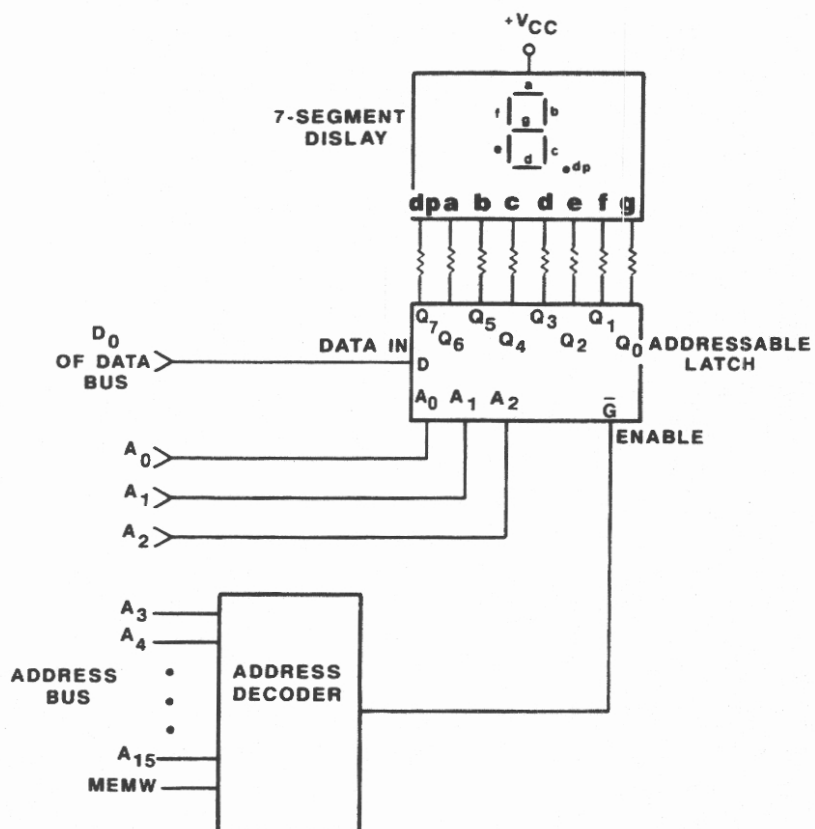 +VCC
7-SEGMENT
DISLAY
a
f
b
g
e
c
d
dp
dp a b c d e f g
Q7 Q6 Q5 Q4 Q3 Q2 Q1 Q0
D0
OF DATA
BUS
DATA IN
D
ADDRESSABLE
LATCH
A0 A1 A2 G̅
ENABLE
A0
A1
A2
A3
A4
ADDRESS
BUS
ADDRESS
DECODER
A15
MEMW